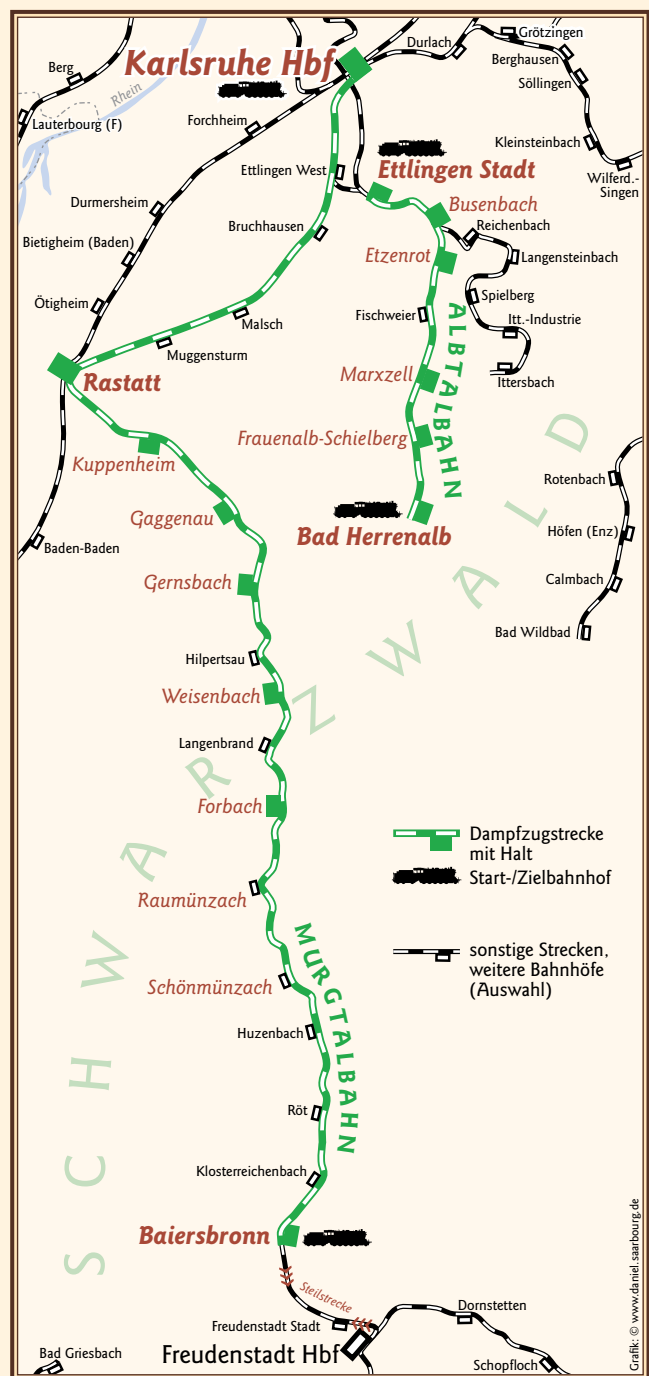 Grötzingen
Durlach
Karlsruhe Hbf
Berghausen
Berg
Söllingen
Rhein
Lauterbourg (F)
Forchheim
Kleinsteinbach
Ettlingen West
Ettlingen Stadt
Wilferd.-
Singen
Durmersheim
Busenbach
Bruchhausen
Reichenbach
Bietigheim (Baden)
Etzenrot
Langensteinbach
Ötigheim
Spielberg
Fischweier
Malsch
Itt.-Industrie
Muggensturm
ALBTALBAHN
Marxzell
Rastatt
Ittersbach
Frauenalb-Schielberg
Kuppenheim
Rotenbach
Gaggenau
Bad Herrenalb
Höfen (Enz)
Baden-Baden
Gernsbach
Calmbach
Bad Wildbad
Hilpertsau
SCHWARZWALD
Weisenbach
Langenbrand
Forbach
Dampfzugstrecke
mit Halt
Start-/Zielbahnhof
Raumünzach
sonstige Strecken,
weitere Bahnhöfe
(Auswahl)
MURGTALBAHN
Schönmünzach
Huzenbach
Röt
Klosterreichenbach
Baiersbronn
Steilstrecke
Dornstetten
Freudenstadt Stadt
Freudenstadt Hbf
Bad Griesbach
Schopfloch
Grafik: © www.daniel.saarbourg.de